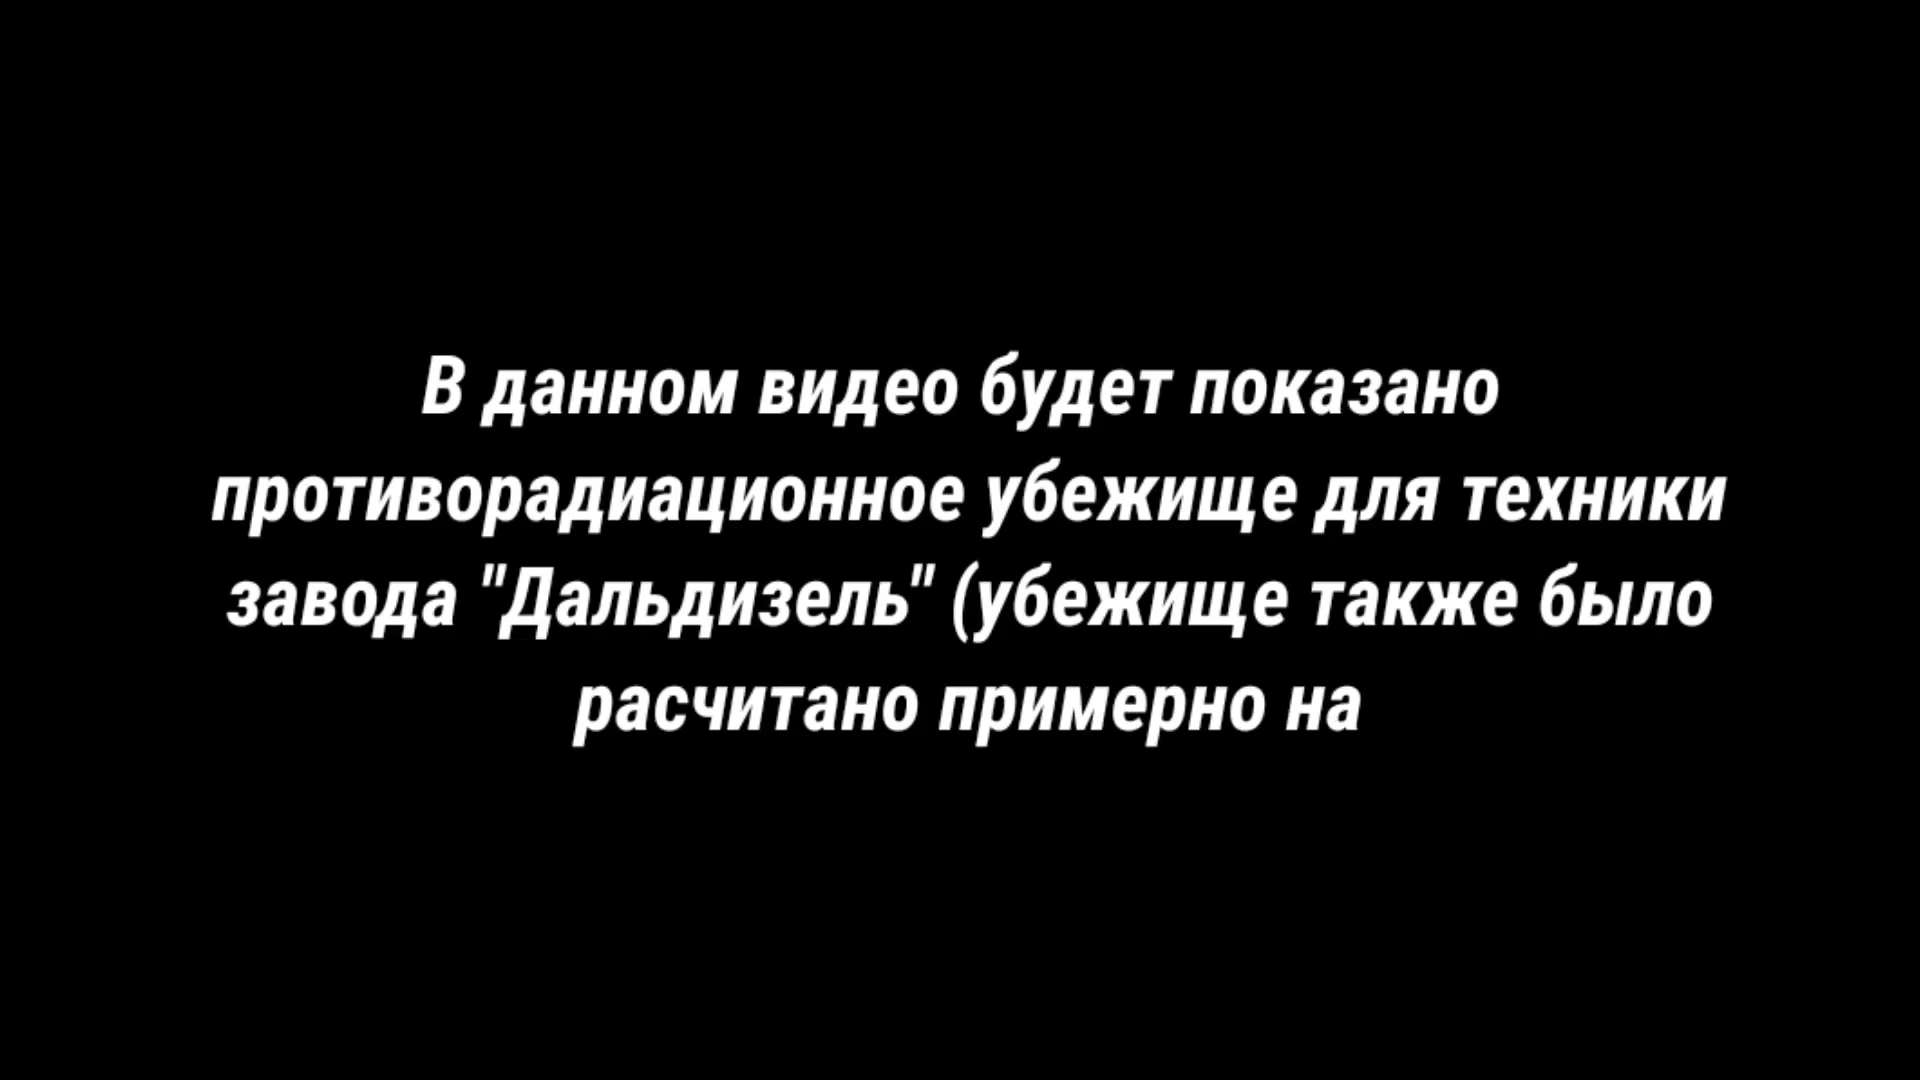 В данном видео будет показано
противорадиационное убежище для техники
завода "Дальдизель" (убежище также было
расчитано примерно на